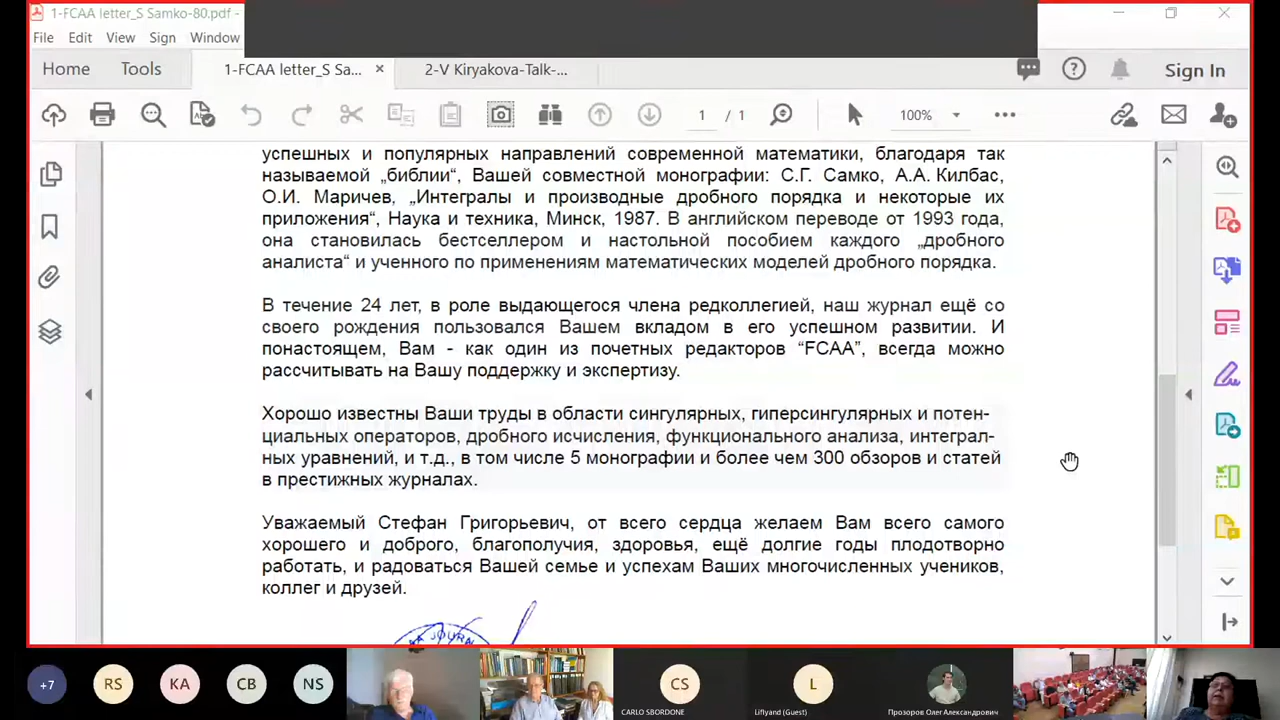 1-FCAA letter_S Samko-80.pdf -
File Edit View Sign Window
Home Tools 1-FCAA letter_S Sa... × 2-V Kiryakova-Talk-... Sign In
1 / 1 100%
успешных и популярных направлений современной математики, благодаря так
называемой „библии“, Вашей совместной монографии: С.Г. Самко, А.А. Килбас,
О.И. Маричев, „Интегралы и производные дробного порядка и некоторые их
приложения“, Наука и техника, Минск, 1987. В английском переводе от 1993 года,
она становилась бестселлером и настольной пособием каждого „дробного
аналиста“ и ученного по применениям математических моделей дробного порядка.
В течение 24 лет, в роле выдающегося члена редколлегией, наш журнал ещё со
своего рождения пользовался Вашем вкладом в его успешном развитии. И
понастоящем, Вам - как один из почетных редакторов “FCAA”, всегда можно
рассчитывать на Вашу поддержку и экспертизу.
Хорошо известны Ваши труды в области сингулярных, гиперсингулярных и потен-
циальных операторов, дробного исчисления, функционального анализа, интеграл-
ных уравнений, и т.д., в том числе 5 монографии и более чем 300 обзоров и статей
в престижных журналах.
Уважаемый Стефан Григорьевич, от всего сердца желаем Вам всего самого
хорошего и доброго, благополучия, здоровья, ещё долгие годы плодотворно
работать, и радоваться Вашей семье и успехам Ваших многочисленных учеников,
коллег и друзей.
JOURN
+7 RS KA CB NS CS L
CARLO SBORDONE Liflyand (Guest) Прозоров Олег Александрович